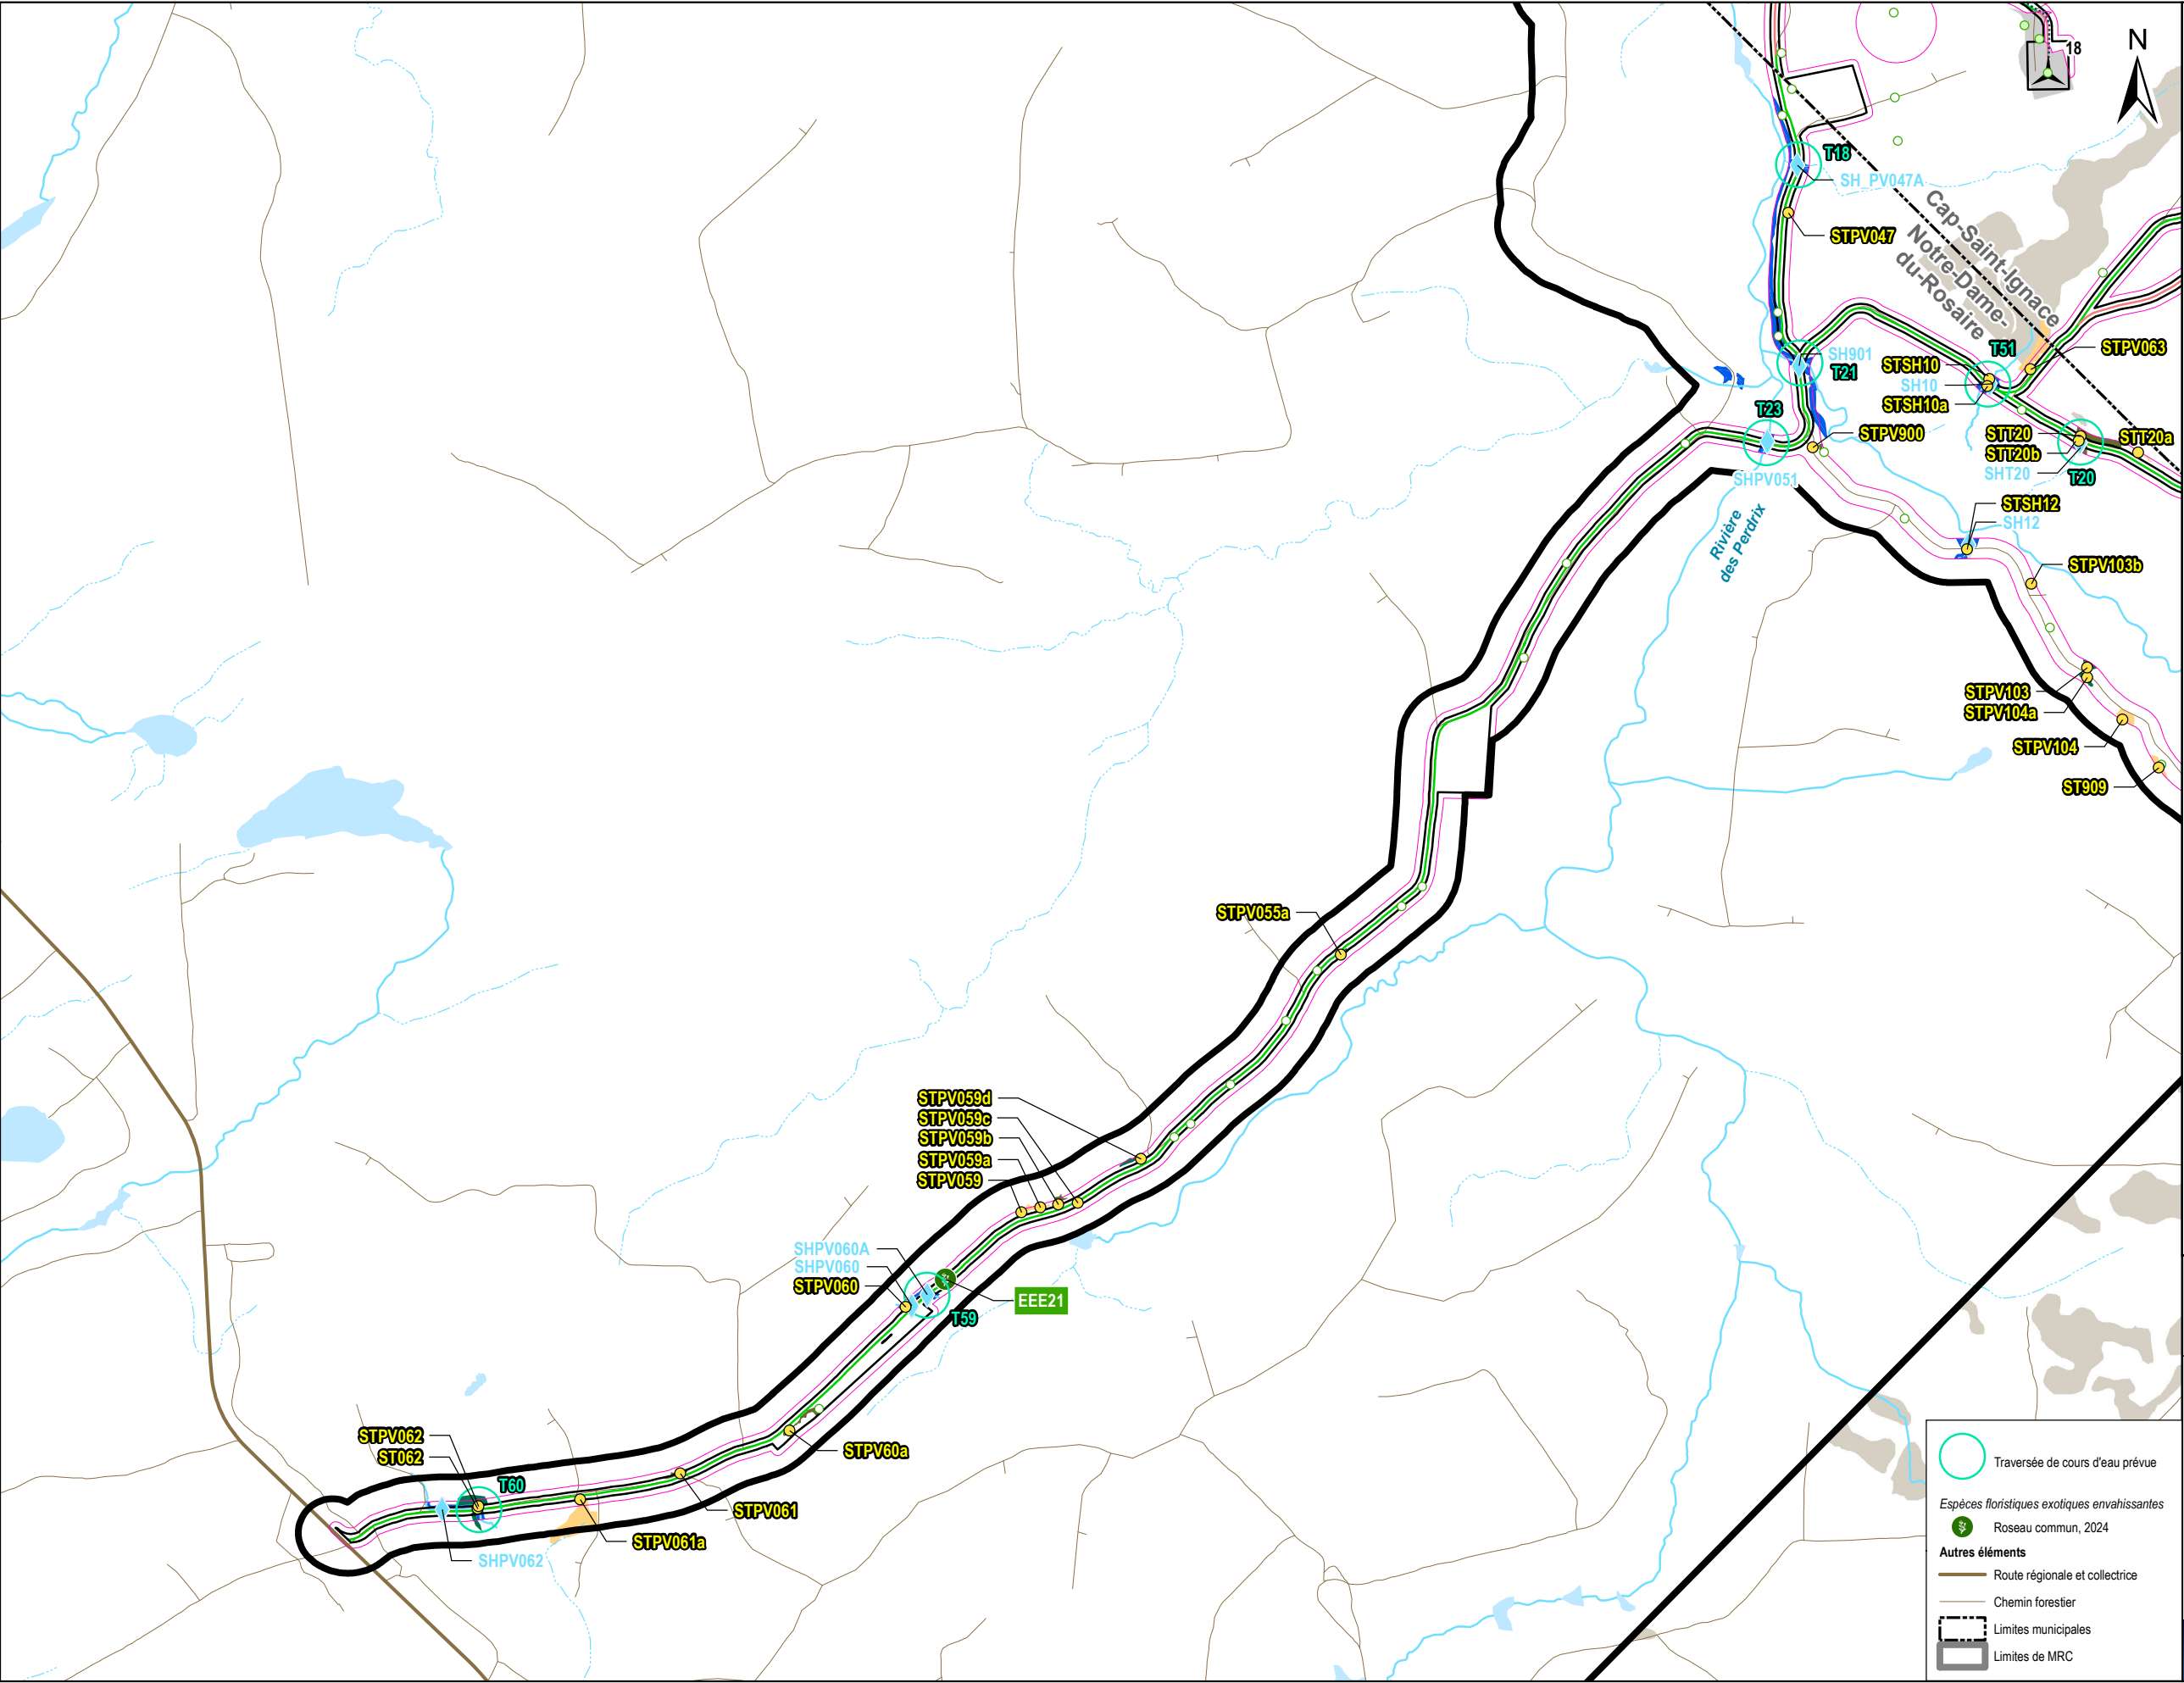 18
N
T18
SH_PV047A
STPV047
Cap-Saint-Ignace
Notre-Dame-
du-Rosaire
SH901
T21
T51
STPV063
STSH10
SH10
STSH10a
T23
STPV900
STT20
STT20b
SHT20
STT20a
T20
SHPV051
Rivière
des Perdrix
STSH12
SH12
STPV103b
STPV103
STPV104a
STPV104
ST909
STPV055a
STPV059d
STPV059c
STPV059b
STPV059a
STPV059
SHPV060A
SHPV060
STPV060
EEE21
T59
STPV60a
STPV062
ST062
T60
STPV061
STPV061a
SHPV062
Traversée de cours d'eau prévue
Espèces floristiques exotiques envahissantes
Roseau commun, 2024
Autres éléments
Route régionale et collectrice
Chemin forestier
Limites municipales
Limites de MRC